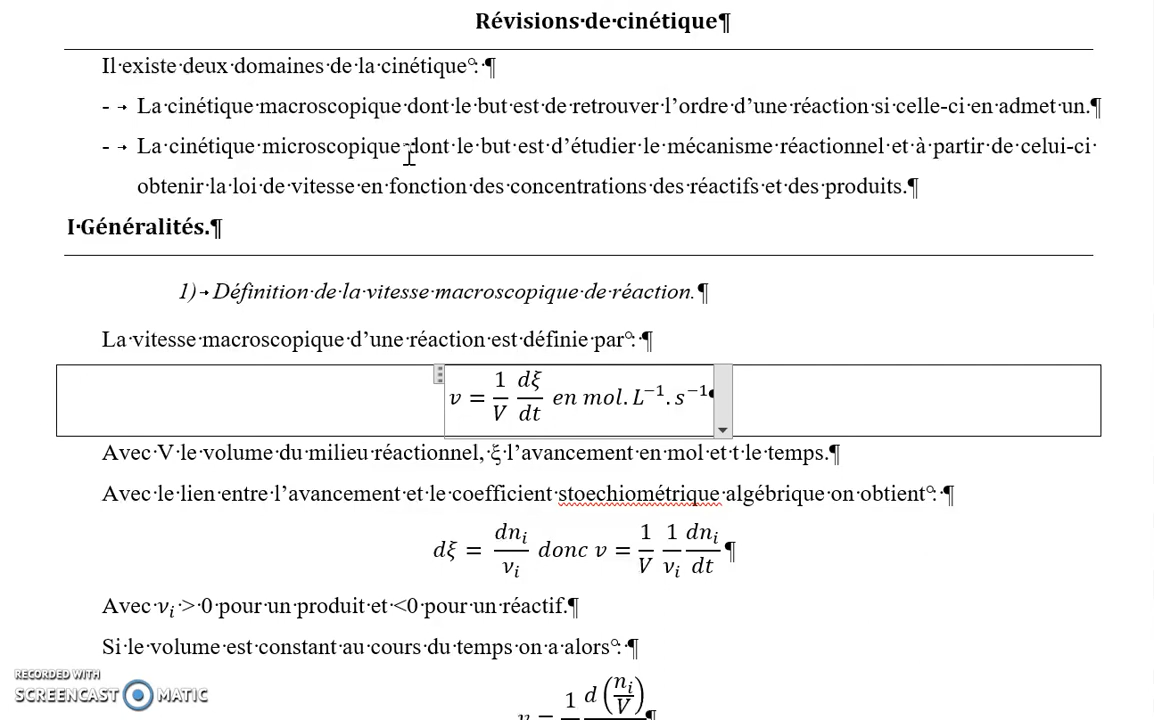 Révisions de cinétique¶
Il existe deux domaines de la cinétique : ¶
- → La cinétique macroscopique dont le but est de retrouver l’ordre d’une réaction si celle-ci en admet un.¶
- → La cinétique microscopique dont le but est d’étudier le mécanisme réactionnel et à partir de celui-ci
obtenir la loi de vitesse en fonction des concentrations des réactifs et des produits.¶
I Généralités.¶
1) → Définition de la vitesse macroscopique de réaction.¶
La vitesse macroscopique d’une réaction est définie par : ¶
v = 1/V dξ/dt en mol. L⁻¹. s⁻¹
Avec V le volume du milieu réactionnel, ξ l’avancement en mol et t le temps.¶
Avec le lien entre l’avancement et le coefficient stoechiométrique algébrique on obtient : ¶
dξ = dnᵢ/νᵢ donc v = 1/V 1/νᵢ dnᵢ/dt ¶
Avec νᵢ > 0 pour un produit et <0 pour un réactif.¶
Si le volume est constant au cours du temps on a alors : ¶
RECORDED WITH
SCREENCAST MATIC
v = 1 d(nᵢ/V) ¶